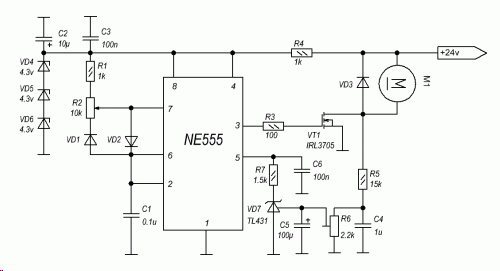 C2
10µ
C3
100n
R4
1k
+24v
VD4
4.3v
R1
1k
8
4
VD3
M
M1
VD5
4.3v
R2
10k
7
VD6
4.3v
NE555
3
R3
100
VT1
IRL3705
VD1
VD2
6
5
C6
100n
R7
1.5k
R5
15k
2
C1
0.1u
VD7
TL431
C5
100µ
R6
2.2k
C4
1u
1